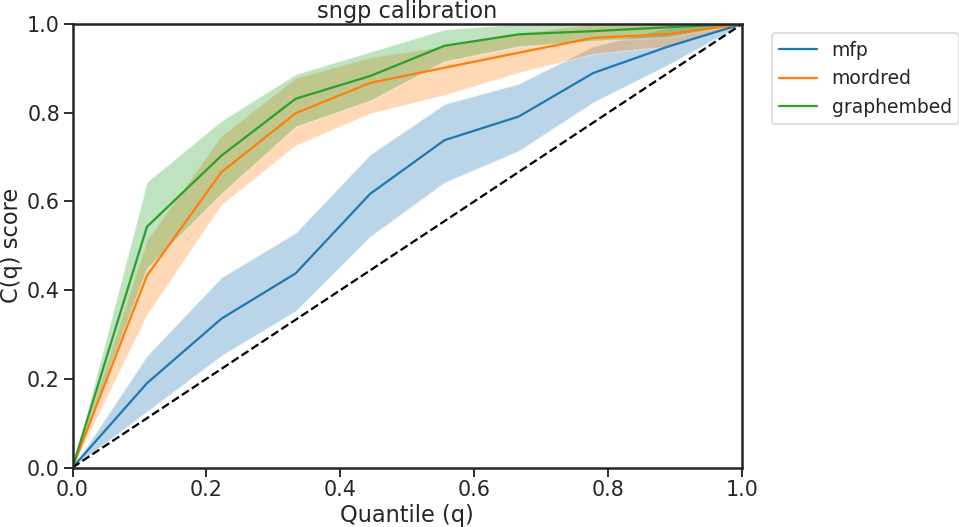 sngp calibration
C(q) score
1.0
0.8
0.6
0.4
0.2
0.0
0.0 0.2 0.4 0.6 0.8 1.0
Quantile (q)
mfp
mordred
graphembed